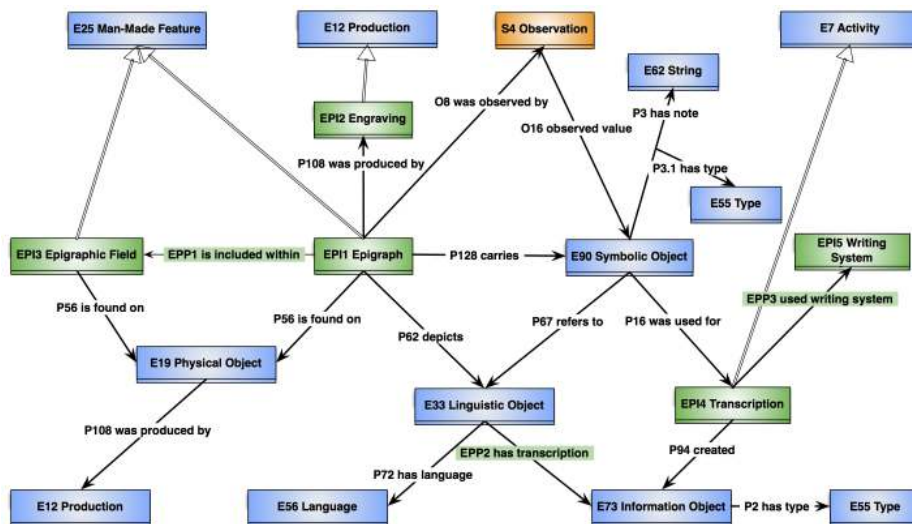 E25 Man-Made Feature
E12 Production
S4 Observation
E7 Activity
E62 String
O8 was observed by
EPI2 Engraving
P3 has note
O16 observed value
P108 was produced by
P3.1 has type
E55 Type
EPI3 Epigraphic Field
EPP1 is included within
EPI1 Epigraph
P128 carries
E90 Symbolic Object
EPI5 Writing
System
EPP3 used writing system
P56 is found on
P56 is found on
P62 depicts
P67 refers to
P16 was used for
E19 Physical Object
E33 Linguistic Object
EPI4 Transcription
P108 was produced by
EPP2 has transcription
P94 created
P72 has language
E12 Production
E56 Language
E73 Information Object
P2 has type
E55 Type